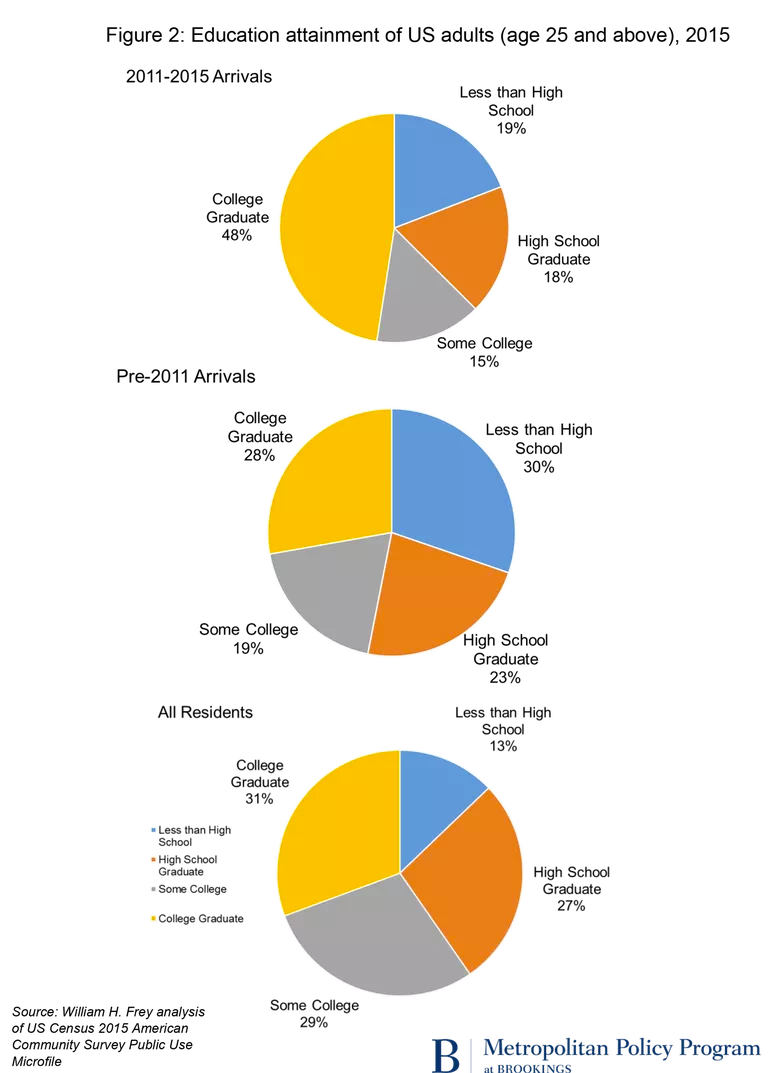 Figure 2: Education attainment of US adults (age 25 and above), 2015
2011-2015 Arrivals
Less than High
School
19%
College
Graduate
48%
High School
Graduate
18%
Some College
15%
Pre-2011 Arrivals
College
Graduate
28%
Less than High
School
30%
Some College
19%
High School
Graduate
23%
All Residents
Less than High
School
13%
College
Graduate
31%
Less than High
School
High School
Graduate
Some College
College Graduate
High School
Graduate
27%
Some College
29%
Source: William H. Frey analysis
of US Census 2015 American
Community Survey Public Use
Microfile
B
Metropolitan Policy Program
at BROOKINGS